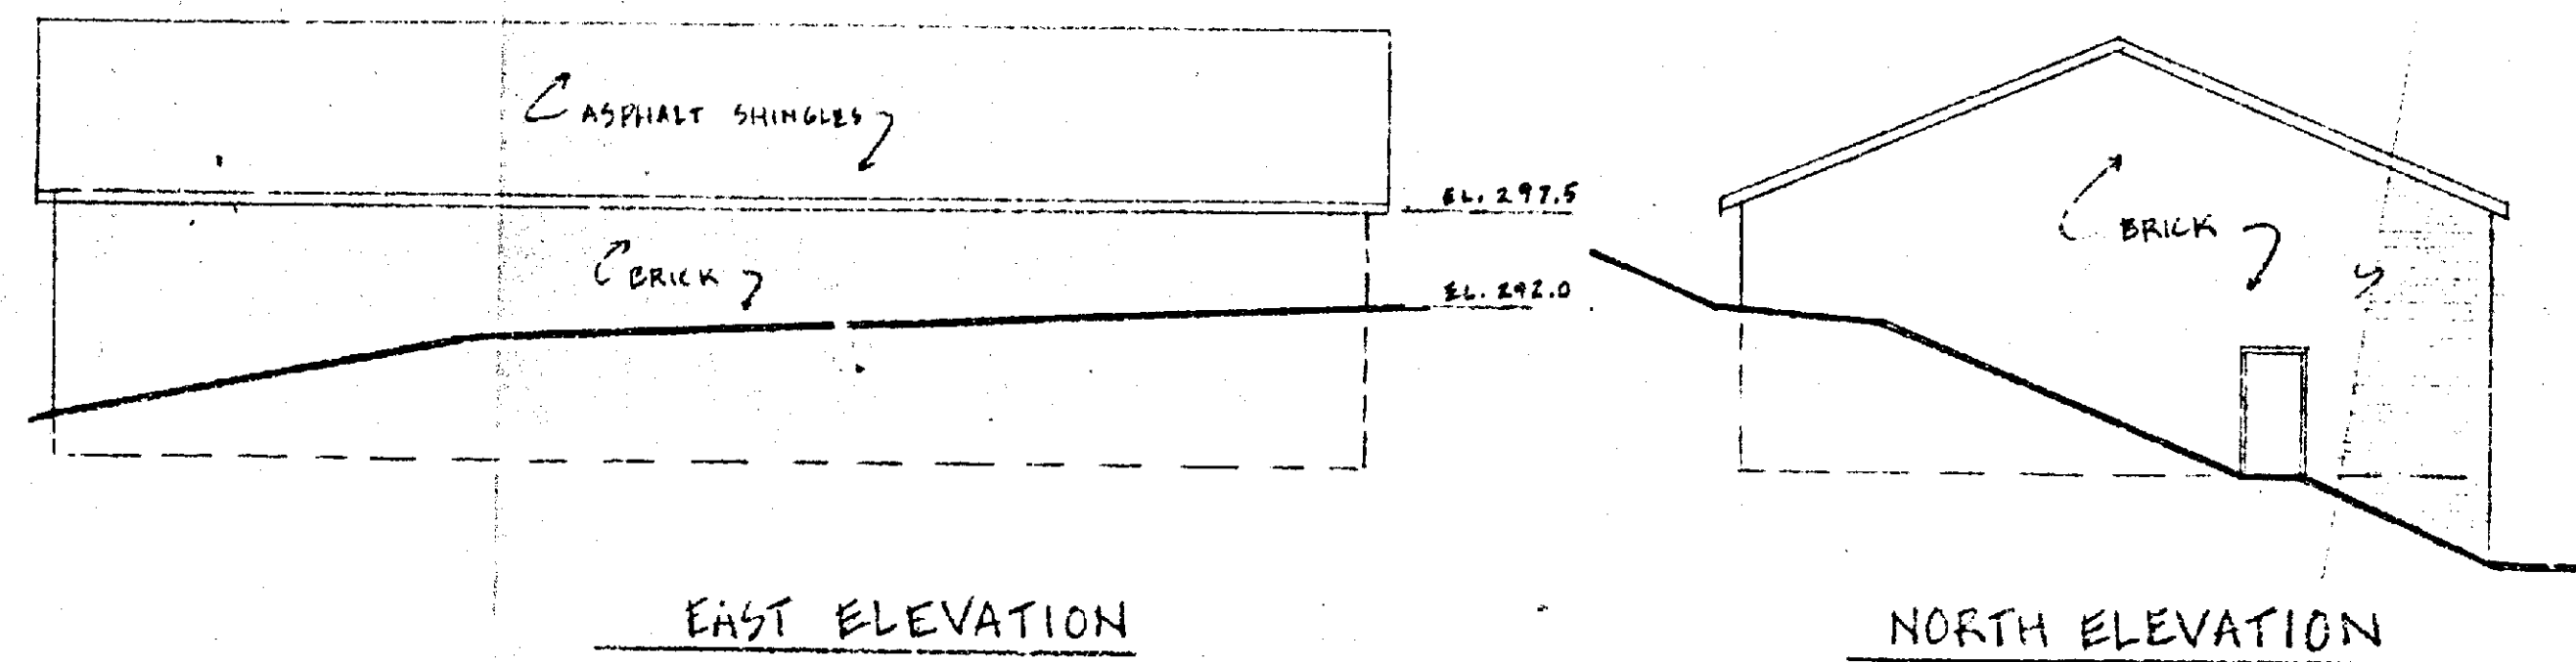 ASPHALT SHINGLES
EL. 297.5
BRICK
EL. 292.0
EAST ELEVATION
BRICK
NORTH ELEVATION